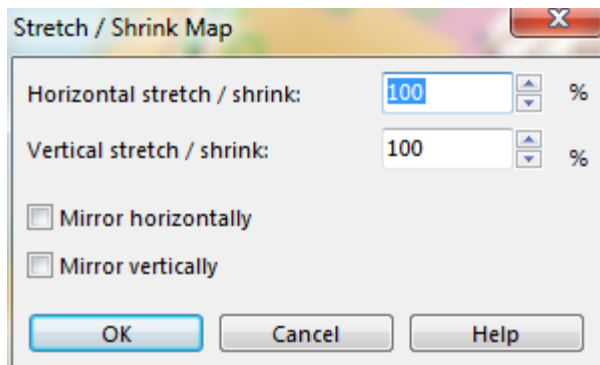 Stretch / Shrink Map
Horizontal stretch / shrink: 100 %
Vertical stretch / shrink: 100 %
Mirror horizontally
Mirror vertically
OK Cancel Help